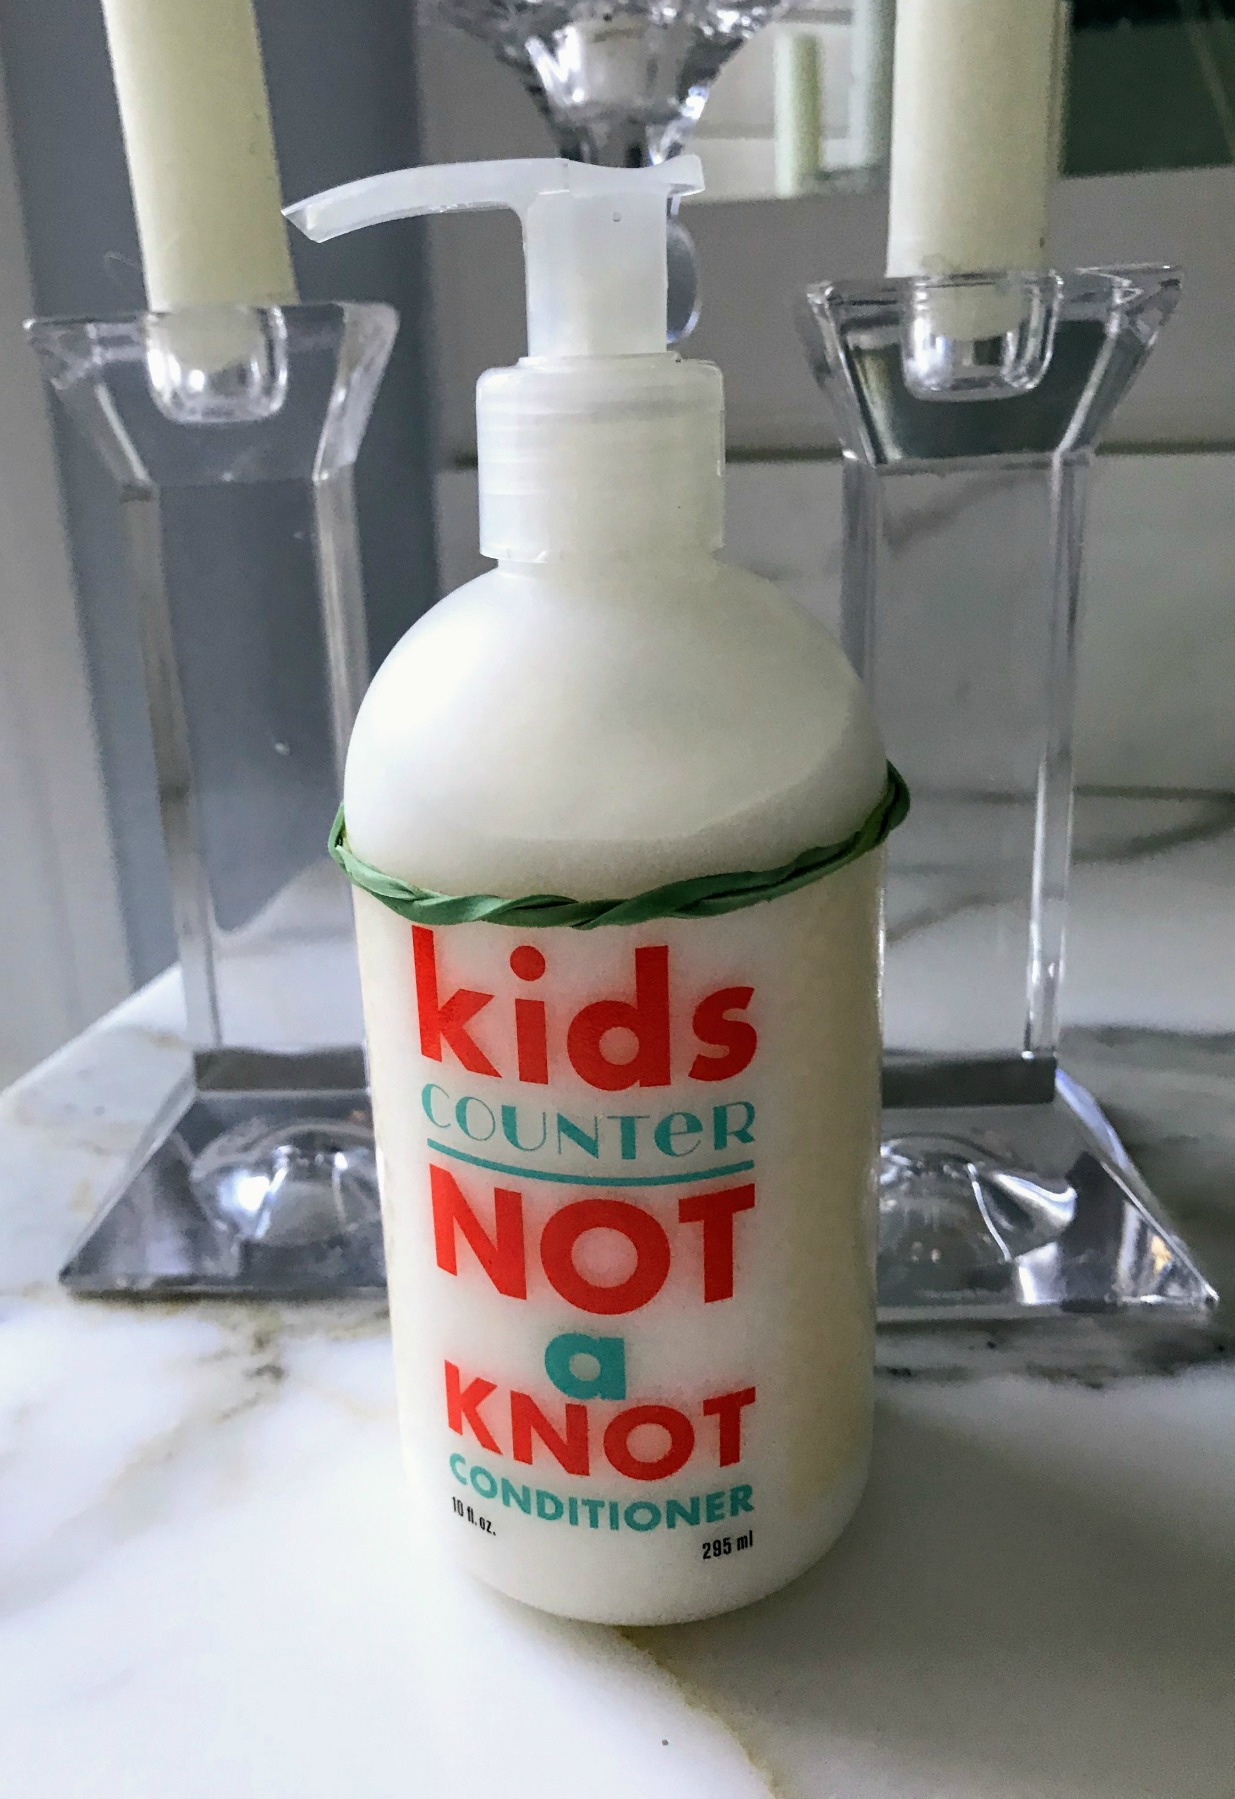 kids
COUNTeR
NOT
a
KNOT
CONDITIONER
10 fl. oz.
295 ml